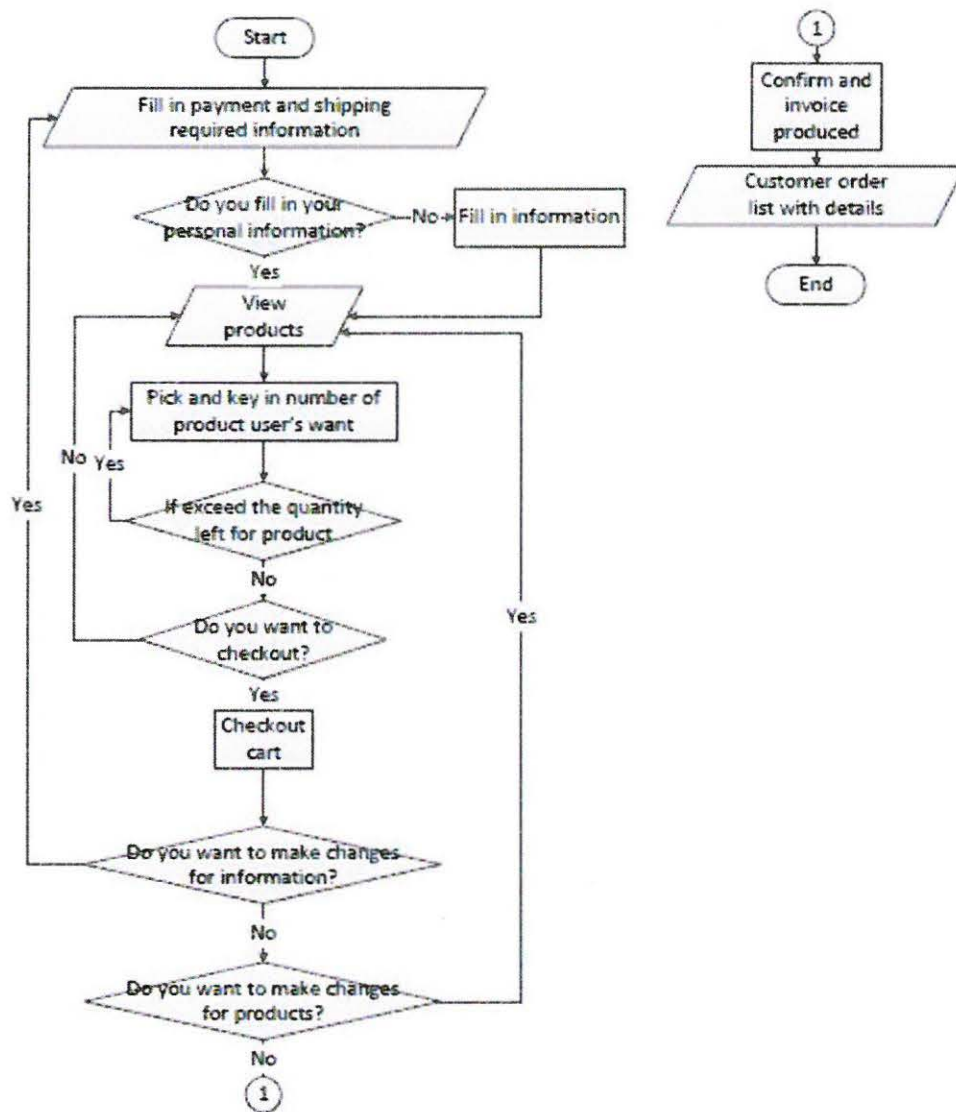 Start
Fill in payment and shipping
required information
Do you fill in your
personal information?
No
Fill in information
Yes
View
products
Pick and key in number of
product user's want
No
Yes
Yes
If exceed the quantity
left for product
No
Do you want to
checkout?
Yes
Yes
Checkout
cart
Do you want to make changes
for information?
No
Do you want to make changes
for products?
No
1
1
Confirm and
invoice
produced
Customer order
list with details
End